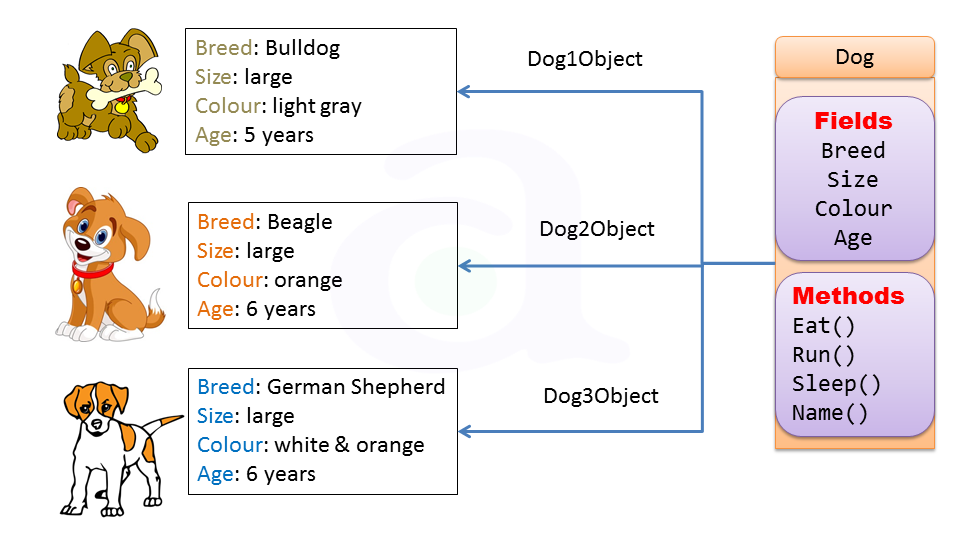 Breed: Bulldog
Size: large
Colour: light gray
Age: 5 years
Dog1Object
Breed: Beagle
Size: large
Colour: orange
Age: 6 years
Dog2Object
Breed: German Shepherd
Size: large
Colour: white & orange
Age: 6 years
Dog3Object
Dog
Fields
Breed
Size
Colour
Age
Methods
Eat()
Run()
Sleep()
Name()